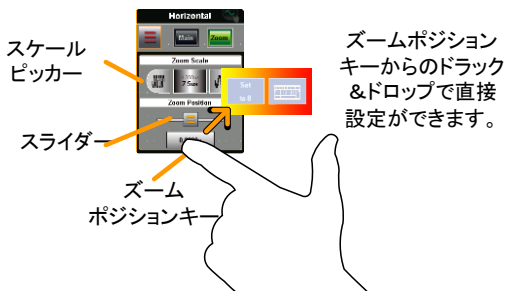 Horizontal
Main
Zoom
Zoom Scale
Zoom Position
Set
to 0
スケール
ピッカー
スライダー
ズーム
ポジションキー
ズームポジション
キーからのドラック
&ドロップで直接
設定ができます。